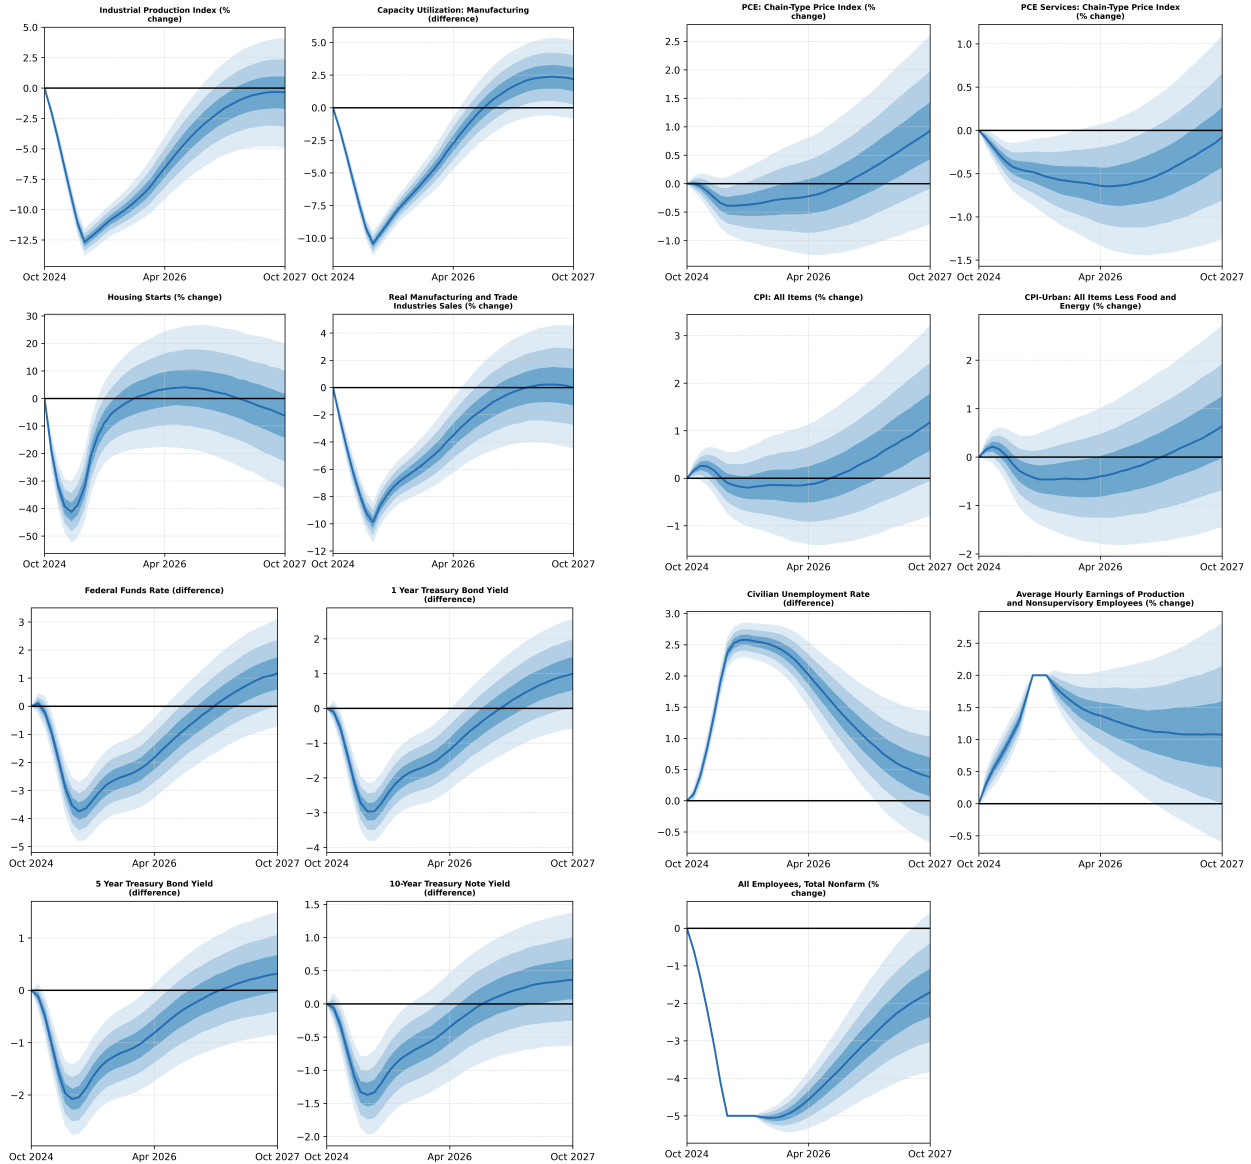 Industrial Production Index (%
change)
5.0
2.5
0.0
−2.5
−5.0
−7.5
−10.0
−12.5
Oct 2024
Apr 2026
Oct 2027
Capacity Utilization: Manufacturing
(difference)
5.0
2.5
0.0
−2.5
−5.0
−7.5
−10.0
Oct 2024
Apr 2026
Oct 2027
PCE: Chain-Type Price Index (%
change)
2.5
2.0
1.5
1.0
0.5
0.0
−0.5
−1.0
Oct 2024
Apr 2026
Oct 2027
PCE Services: Chain-Type Price Index
(% change)
1.0
0.5
0.0
−0.5
−1.0
−1.5
Oct 2024
Apr 2026
Oct 2027
Housing Starts (% change)
30
20
10
0
−10
−20
−30
−40
−50
Oct 2024
Apr 2026
Oct 2027
Real Manufacturing and Trade
Industries Sales (% change)
4
2
0
−2
−4
−6
−8
−10
−12
Oct 2024
Apr 2026
Oct 2027
CPI: All Items (% change)
3
2
1
0
−1
Oct 2024
Apr 2026
Oct 2027
CPI-Urban: All Items Less Food and
Energy (% change)
2
1
0
−1
−2
Oct 2024
Apr 2026
Oct 2027
Federal Funds Rate (difference)
3
2
1
0
−1
−2
−3
−4
−5
Oct 2024
Apr 2026
Oct 2027
1 Year Treasury Bond Yield
(difference)
2
1
0
−1
−2
−3
−4
Oct 2024
Apr 2026
Oct 2027
Civilian Unemployment Rate
(difference)
3.0
2.5
2.0
1.5
1.0
0.5
0.0
−0.5
Oct 2024
Apr 2026
Oct 2027
Average Hourly Earnings of Production
and Nonsupervisory Employees (% change)
2.5
2.0
1.5
1.0
0.5
0.0
−0.5
Oct 2024
Apr 2026
Oct 2027
5 Year Treasury Bond Yield
(difference)
1
0
−1
−2
Oct 2024
Apr 2026
Oct 2027
10-Year Treasury Note Yield
(difference)
1.5
1.0
0.5
0.0
−0.5
−1.0
−1.5
−2.0
Oct 2024
Apr 2026
Oct 2027
All Employees, Total Nonfarm (%
change)
0
−1
−2
−3
−4
−5
Oct 2024
Apr 2026
Oct 2027